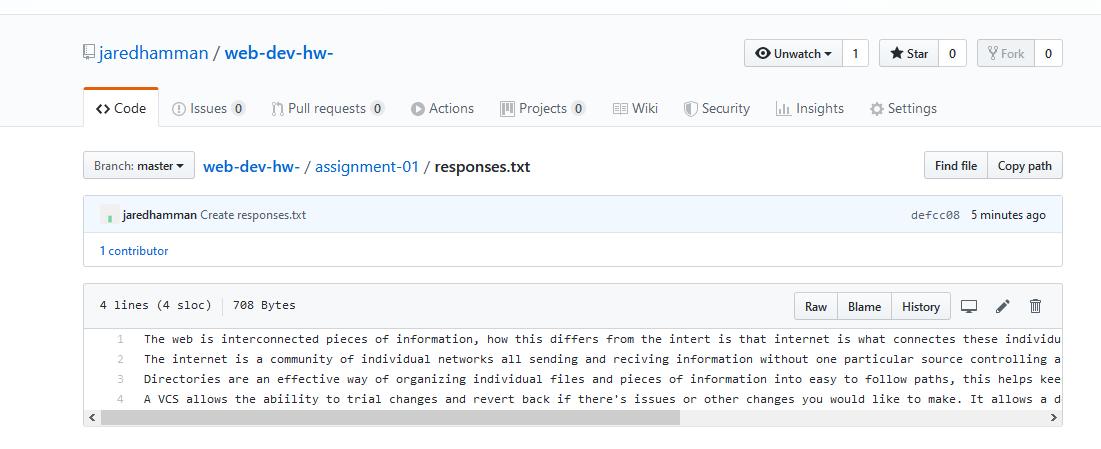 jaredhamman / web-dev-hw-
Unwatch 1 Star 0 Fork 0
Code Issues 0 Pull requests 0 Actions Projects 0 Wiki Security Insights Settings
Branch: master web-dev-hw- / assignment-01 / responses.txt Find file Copy path
jaredhamman Create responses.txt defcc08 5 minutes ago
1 contributor
4 lines (4 sloc) 708 Bytes Raw Blame History
1 The web is interconnected pieces of information, how this differs from the intert is that internet is what connectes these individu
2 The internet is a community of individual networks all sending and reciving information without one particular source controlling a
3 Directories are an effective way of organizing individual files and pieces of information into easy to follow paths, this helps kee
4 A VCS allows the abiility to trial changes and revert back if there's issues or other changes you would like to make. It allows a d